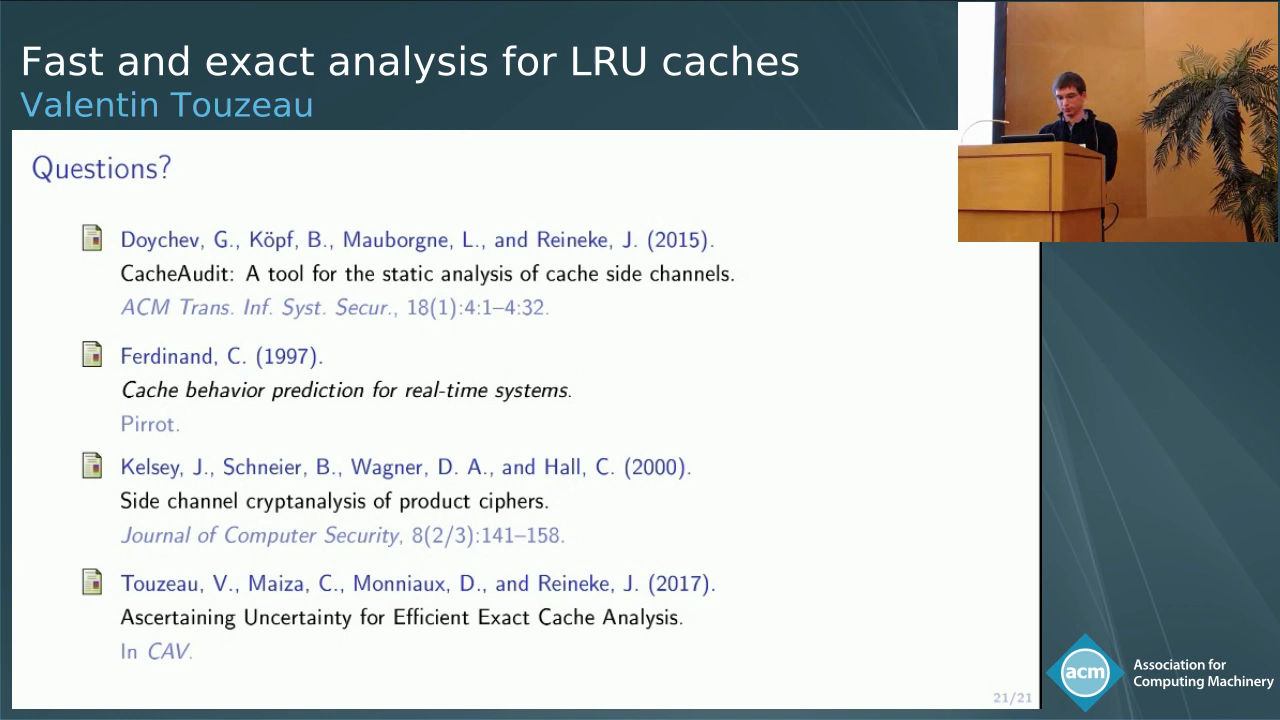 Fast and exact analysis for LRU caches
Valentin Touzeau
Questions?
Doychev, G., Köpf, B., Mauborgne, L., and Reineke, J. (2015).
CacheAudit: A tool for the static analysis of cache side channels.
ACM Trans. Inf. Syst. Secur., 18(1):4:1–4:32.
Ferdinand, C. (1997).
Cache behavior prediction for real-time systems.
Pirrot.
Kelsey, J., Schneier, B., Wagner, D. A., and Hall, C. (2000).
Side channel cryptanalysis of product ciphers.
Journal of Computer Security, 8(2/3):141–158.
Touzeau, V., Maiza, C., Monniaux, D., and Reineke, J. (2017).
Ascertaining Uncertainty for Efficient Exact Cache Analysis.
In CAV.
21/21
acm
Association for
Computing Machinery